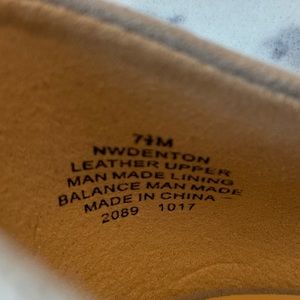 7½M
NWDENTON
LEATHER UPPER
MAN MADE LINING
BALANCE MAN MADE
MADE IN CHINA
2089 1017